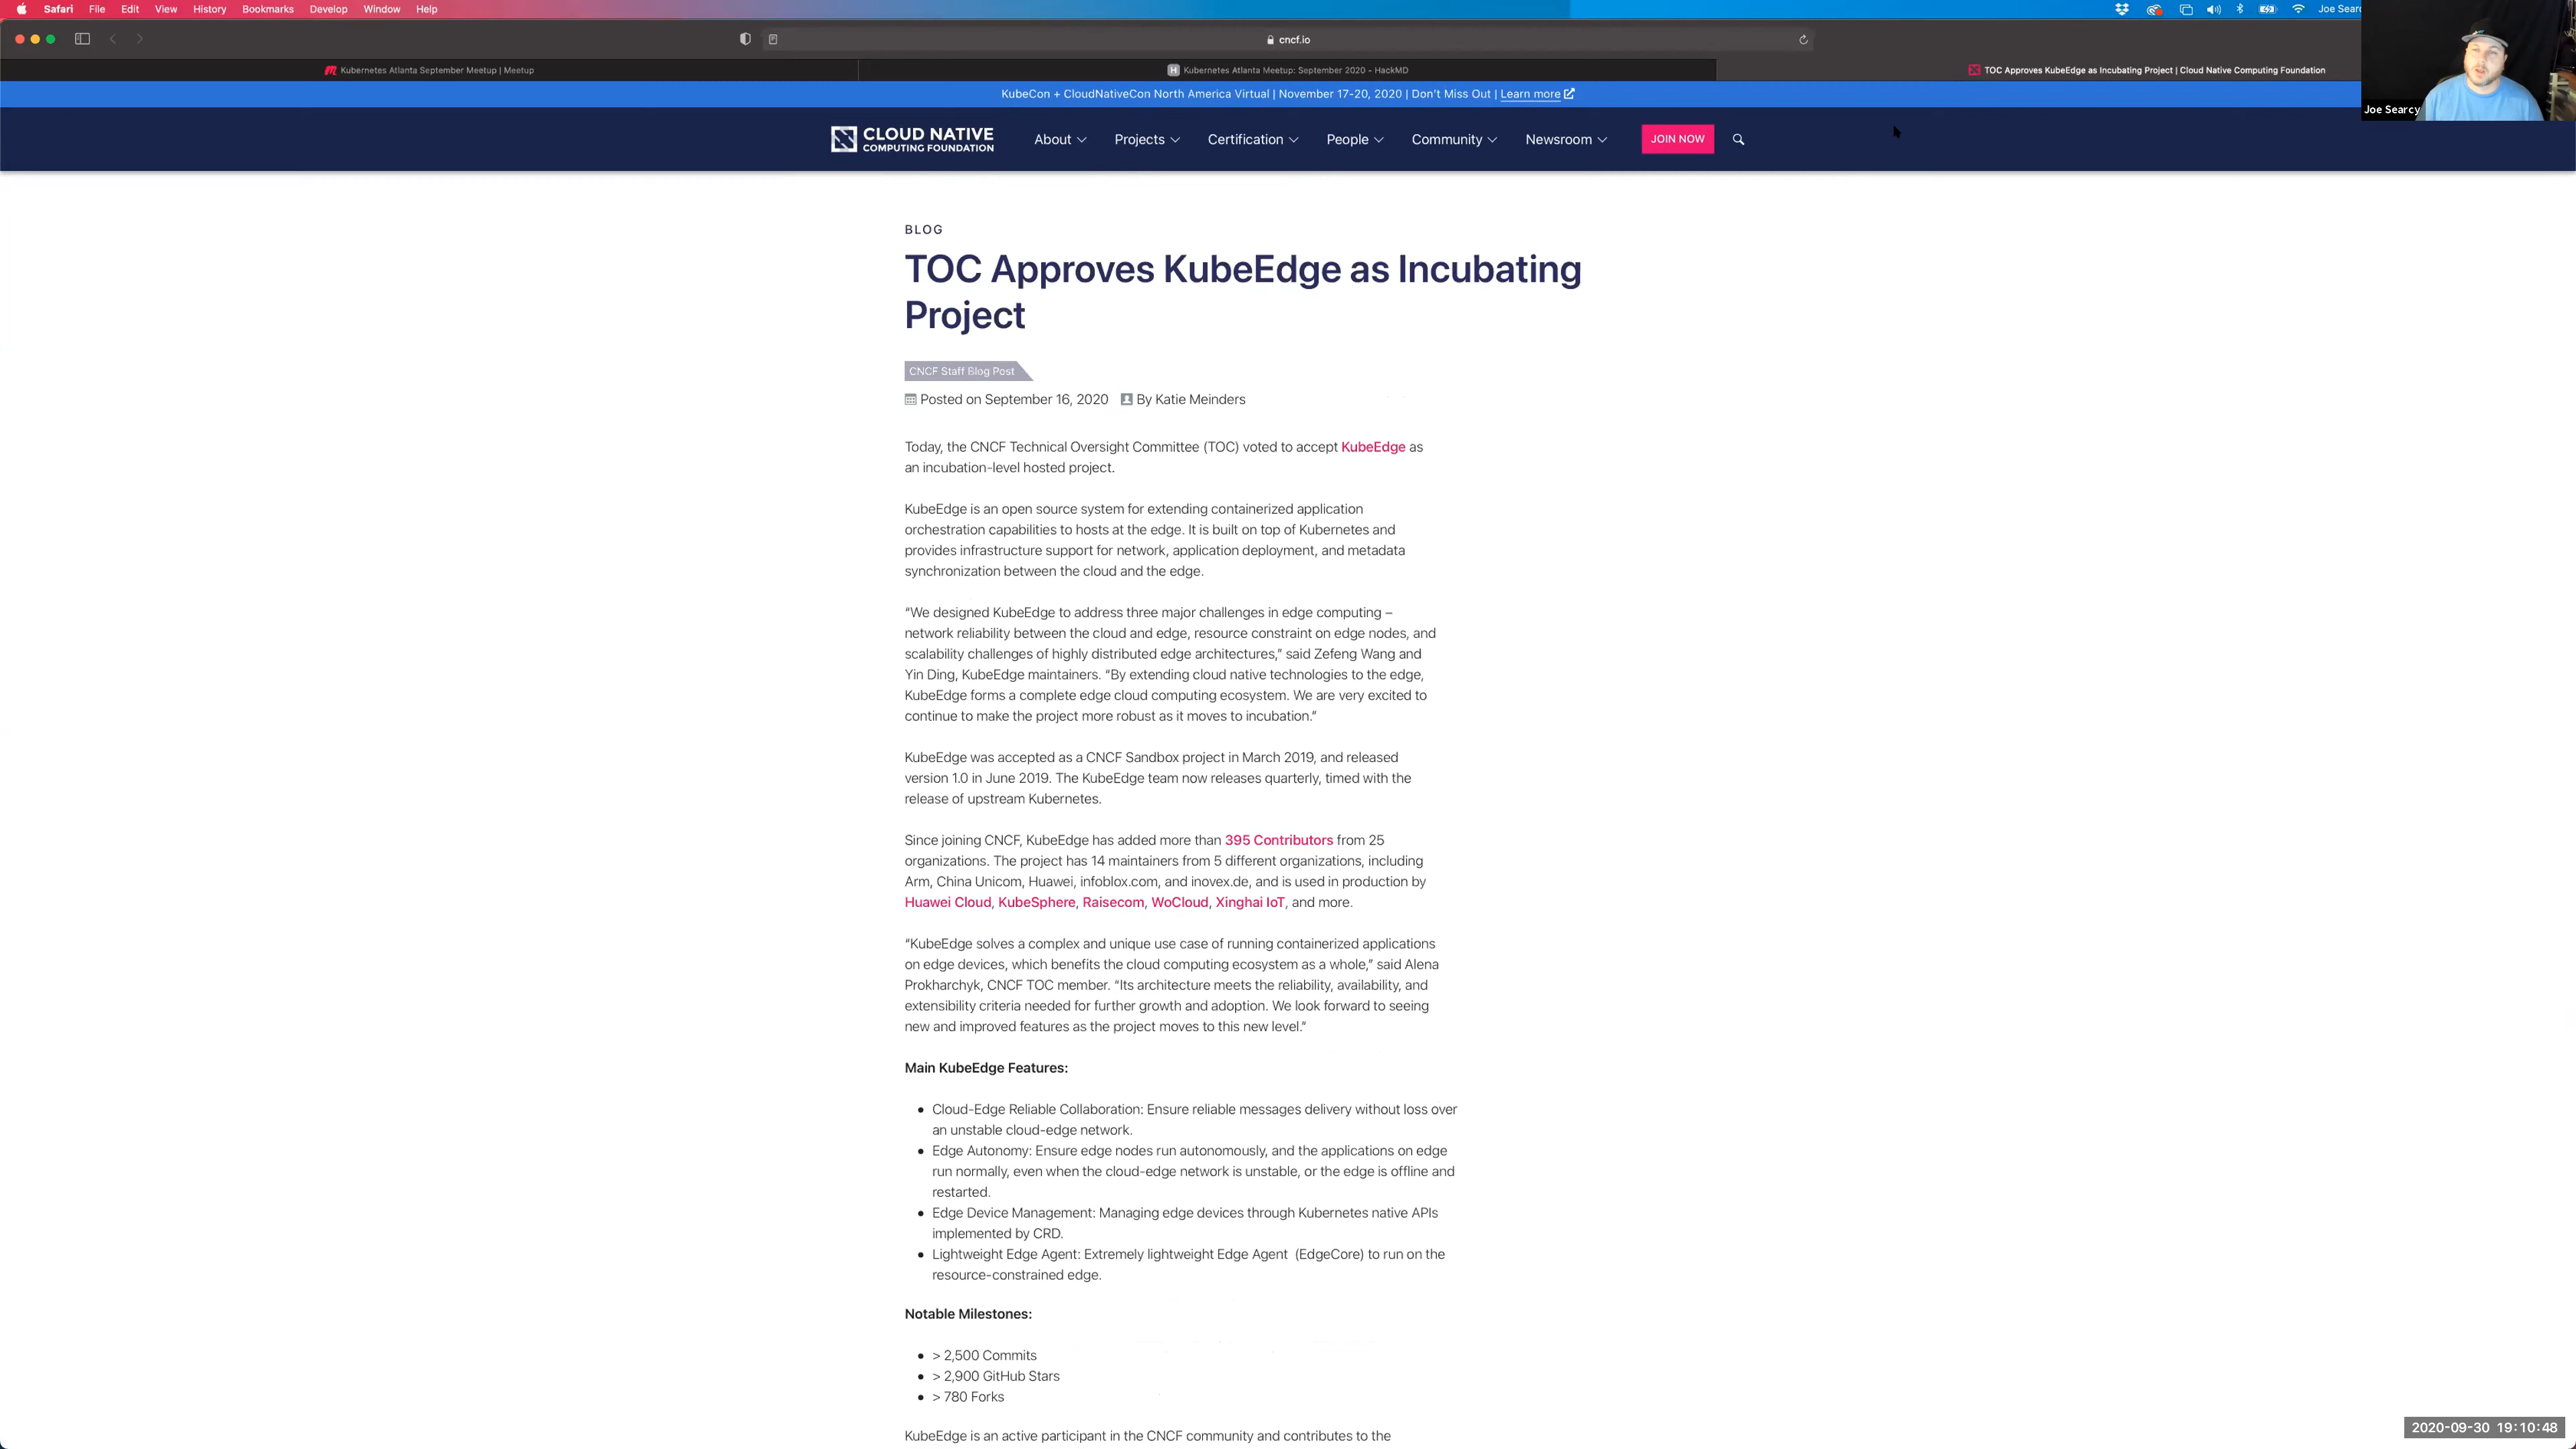 Safari File Edit View History Bookmarks Develop Window Help
Joe Searc
cncf.io
Kubernetes Atlanta September Meetup | Meetup
Kubernetes Atlanta Meetup: September 2020 - HackMD
TOC Approves KubeEdge as Incubating Project | Cloud Native Computing Foundation
Joe Searcy
KubeCon + CloudNativeCon North America Virtual | November 17-20, 2020 | Don't Miss Out | Learn more
CLOUD NATIVE
COMPUTING FOUNDATION
About Projects Certification People Community Newsroom JOIN NOW
BLOG
TOC Approves KubeEdge as Incubating
Project
CNCF Staff Blog Post
Posted on September 16, 2020 By Katie Meinders
Today, the CNCF Technical Oversight Committee (TOC) voted to accept KubeEdge as
an incubation-level hosted project.
KubeEdge is an open source system for extending containerized application
orchestration capabilities to hosts at the edge. It is built on top of Kubernetes and
provides infrastructure support for network, application deployment, and metadata
synchronization between the cloud and the edge.
“We designed KubeEdge to address three major challenges in edge computing –
network reliability between the cloud and edge, resource constraint on edge nodes, and
scalability challenges of highly distributed edge architectures,” said Zefeng Wang and
Yin Ding, KubeEdge maintainers. “By extending cloud native technologies to the edge,
KubeEdge forms a complete edge cloud computing ecosystem. We are very excited to
continue to make the project more robust as it moves to incubation.”
KubeEdge was accepted as a CNCF Sandbox project in March 2019, and released
version 1.0 in June 2019. The KubeEdge team now releases quarterly, timed with the
release of upstream Kubernetes.
Since joining CNCF, KubeEdge has added more than 395 Contributors from 25
organizations. The project has 14 maintainers from 5 different organizations, including
Arm, China Unicom, Huawei, infoblox.com, and inovex.de, and is used in production by
Huawei Cloud, KubeSphere, Raisecom, WoCloud, Xinghai IoT, and more.
“KubeEdge solves a complex and unique use case of running containerized applications
on edge devices, which benefits the cloud computing ecosystem as a whole,” said Alena
Prokharchyk, CNCF TOC member. “Its architecture meets the reliability, availability, and
extensibility criteria needed for further growth and adoption. We look forward to seeing
new and improved features as the project moves to this new level.”
Main KubeEdge Features:
• Cloud-Edge Reliable Collaboration: Ensure reliable messages delivery without loss over
an unstable cloud-edge network.
• Edge Autonomy: Ensure edge nodes run autonomously, and the applications on edge
run normally, even when the cloud-edge network is unstable, or the edge is offline and
restarted.
• Edge Device Management: Managing edge devices through Kubernetes native APIs
implemented by CRD.
• Lightweight Edge Agent: Extremely lightweight Edge Agent (EdgeCore) to run on the
resource-constrained edge.
Notable Milestones:
• > 2,500 Commits
• > 2,900 GitHub Stars
• > 780 Forks
KubeEdge is an active participant in the CNCF community and contributes to the
2020-09-30 19:10:48